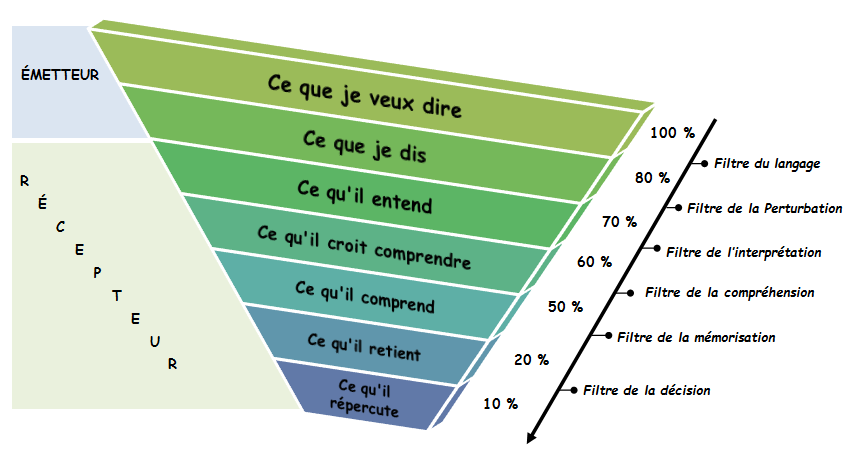 ÉMETTEUR
RÉCEPTEUR
Ce que je veux dire
Ce que je dis
Ce qu'il entend
Ce qu'il croit comprendre
Ce qu'il comprend
Ce qu'il retient
Ce qu'il
répercute
100 %
80 %
70 %
60 %
50 %
20 %
10 %
Filtre du langage
Filtre de la Perturbation
Filtre de l'interprétation
Filtre de la compréhension
Filtre de la mémorisation
Filtre de la décision